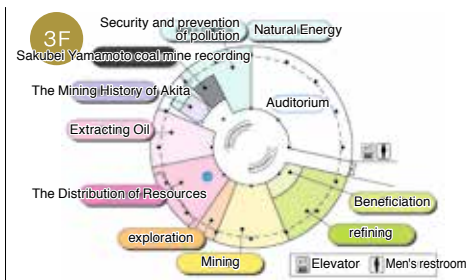 3F
Security and prevention
of pollution
Natural Energy
Sakubei Yamamoto coal mine recording
The Mining History of Akita
Auditorium
Extracting Oil
The Distribution of Resources
Beneficiation
exploration
refining
Mining
Elevator
Men's restroom